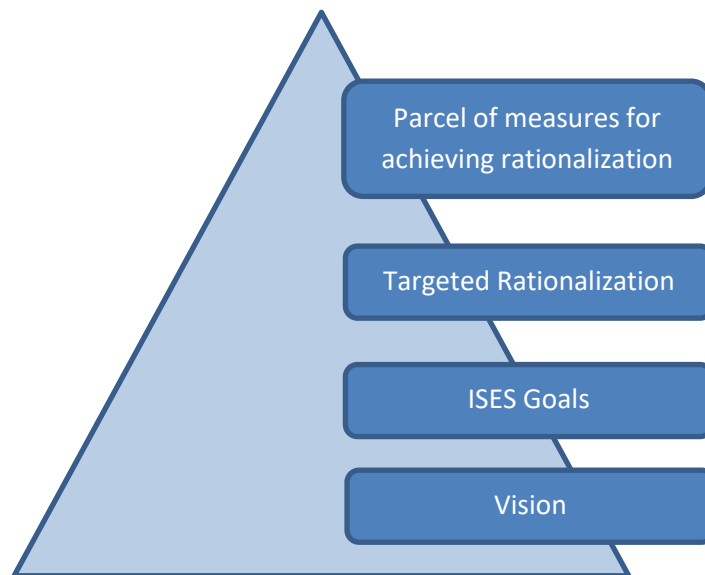 Parcel of measures for
achieving rationalization
Targeted Rationalization
ISES Goals
Vision